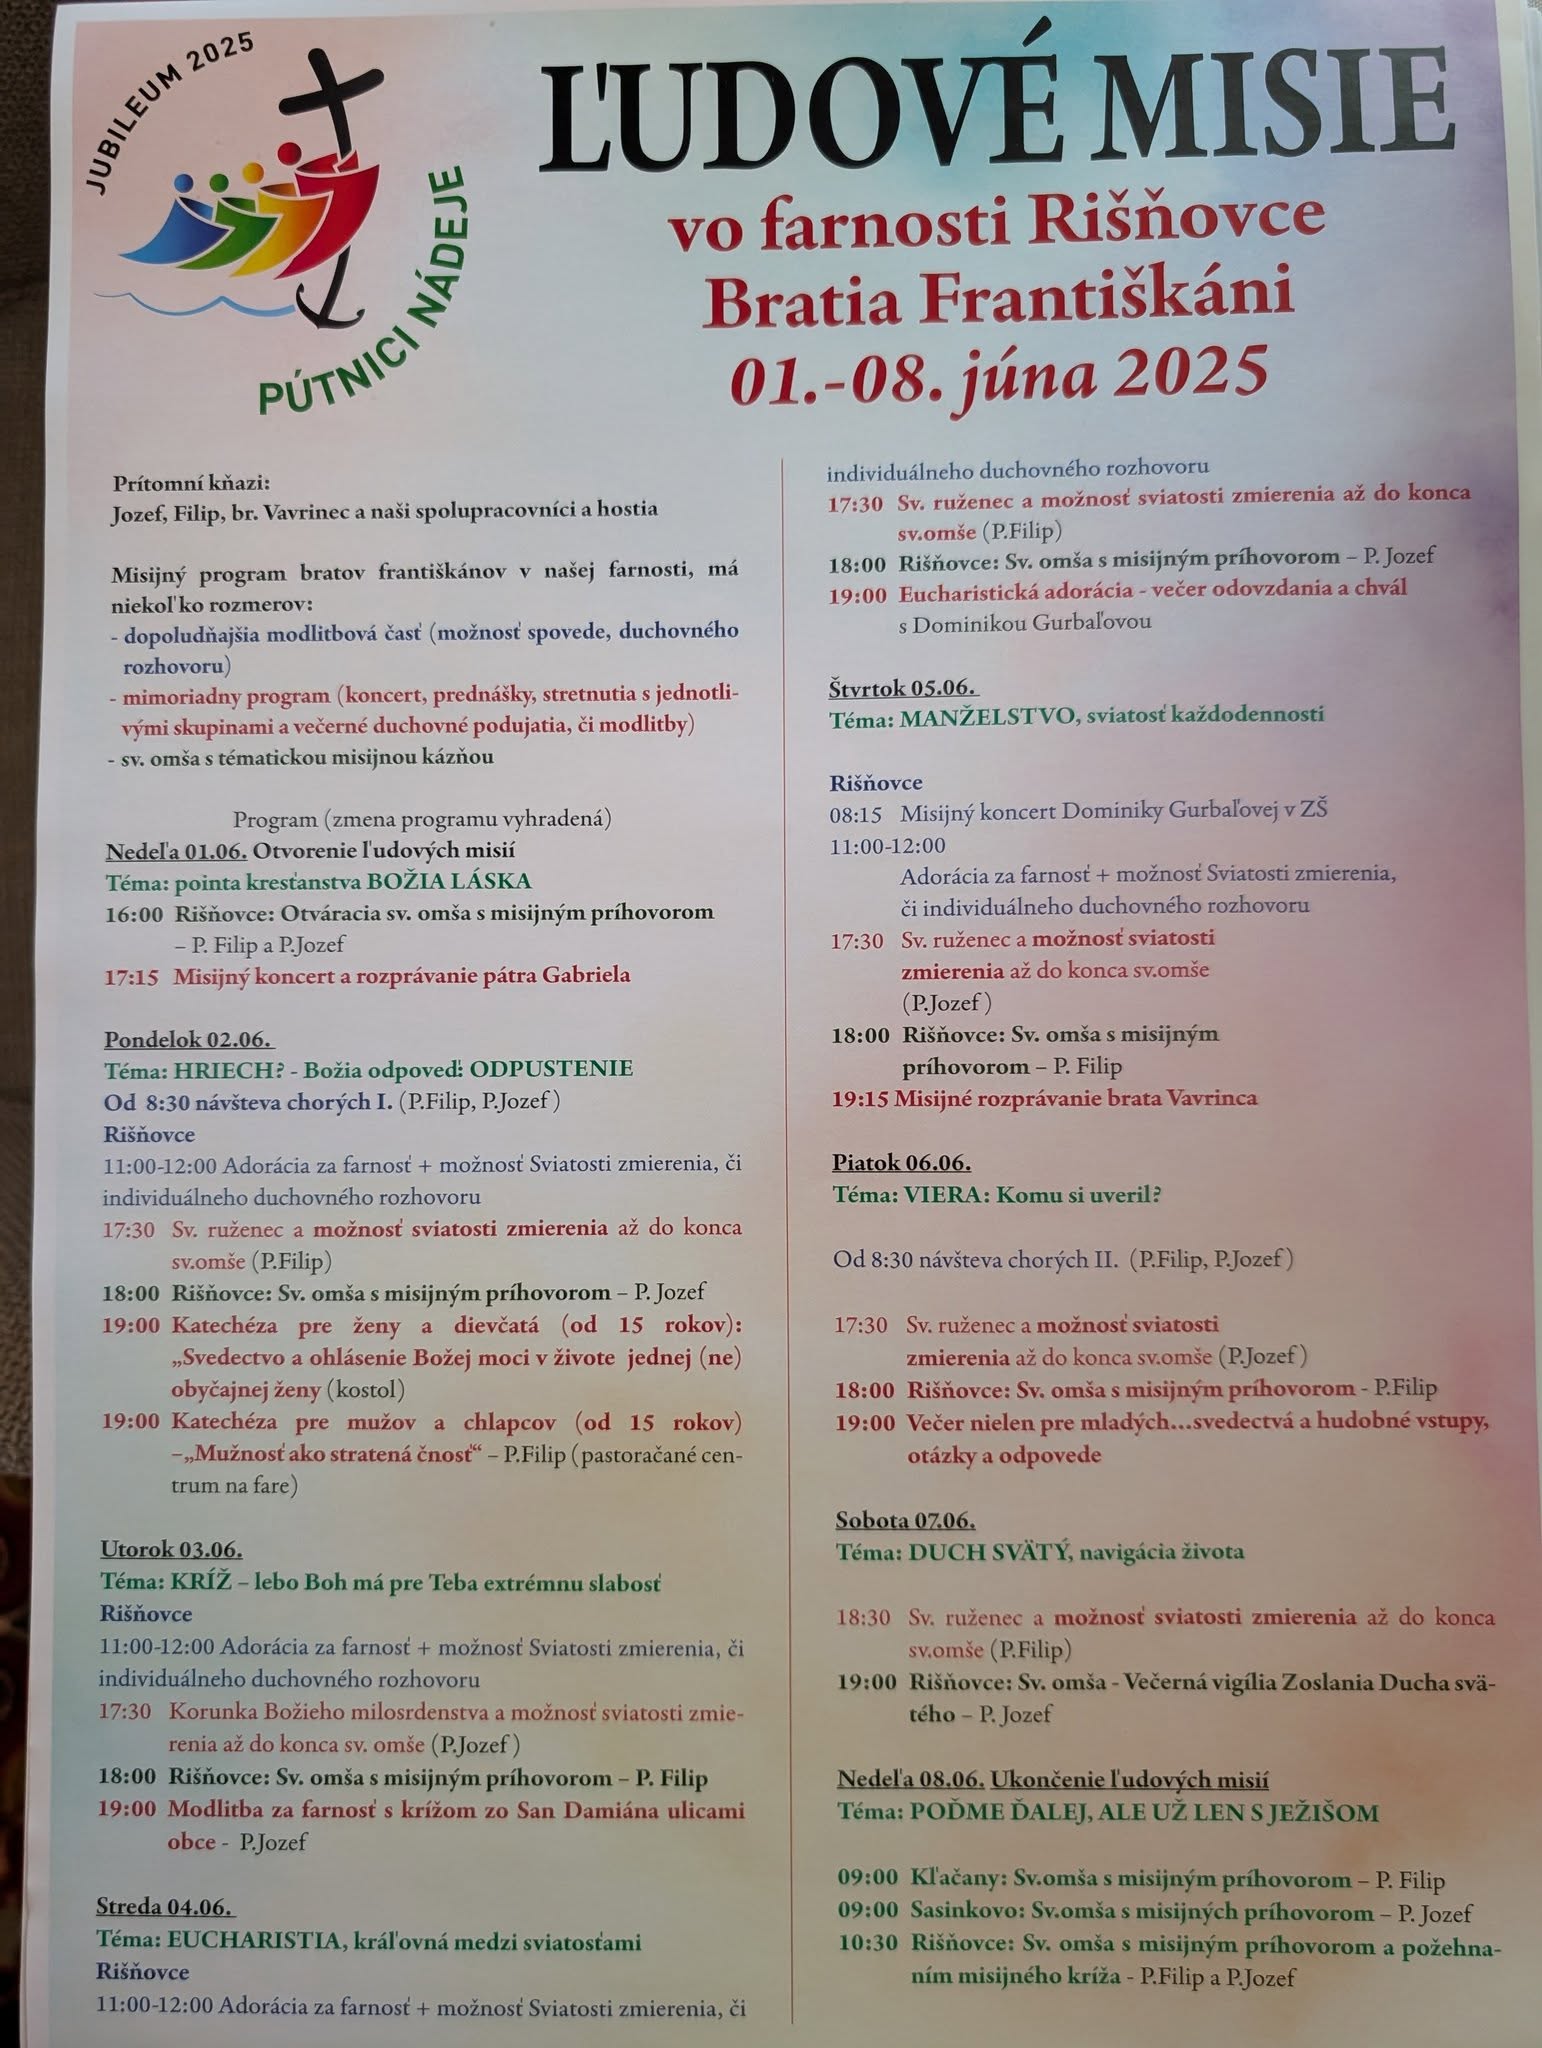 JUBILEUM 2025
PÚTNICI NÁDEJE
ĽUDOVÉ MISIE
vo farnosti Rišňovce
Bratia Františkáni
01.-08. júna 2025
Prítomní kňazi:
Jozef, Filip, br. Vavrinec a naši spolupracovníci a hostia
Misijný program bratov františkánov v našej farnosti, má
niekoľko rozmerov:
- dopoludňajšia modlitbová časť (možnosť spovede, duchovného
rozhovoru)
- mimoriadny program (koncert, prednášky, stretnutia s jednotli-
vými skupinami a večerné duchovné podujatia, či modlitby)
- sv. omša s tématickou misijnou kázňou
Program (zmena programu vyhradená)
Nedeľa 01.06. Otvorenie ľudových misií
Téma: pointa kresťanstva BOŽIA LÁSKA
16:00 Rišňovce: Otváracia sv. omša s misijným príhovorom
– P. Filip a P.Jozef
17:15 Misijný koncert a rozprávanie pátra Gabriela
Pondelok 02.06.
Téma: HRIECH? - Božia odpoveď: ODPUSTENIE
Od 8:30 návšteva chorých I. (P.Filip, P.Jozef)
Rišňovce
11:00-12:00 Adorácia za farnosť + možnosť Sviatosti zmierenia, či
individuálneho duchovného rozhovoru
17:30 Sv. ruženec a možnosť sviatosti zmierenia až do konca
sv.omše (P.Filip)
18:00 Rišňovce: Sv. omša s misijným príhovorom – P. Jozef
19:00 Katechéza pre ženy a dievčatá (od 15 rokov):
„Svedectvo a ohlásenie Božej moci v živote jednej (ne)
obyčajnej ženy (kostol)
19:00 Katechéza pre mužov a chlapcov (od 15 rokov)
–„Mužnosť ako stratená čnosť“ – P.Filip (pastoračané cen-
trum na fare)
Utorok 03.06.
Téma: KRÍŽ – lebo Boh má pre Teba extrémnu slabosť
Rišňovce
11:00-12:00 Adorácia za farnosť + možnosť Sviatosti zmierenia, či
individuálneho duchovného rozhovoru
17:30 Korunka Božieho milosrdenstva a možnosť sviatosti zmie-
renia až do konca sv. omše (P.Jozef)
18:00 Rišňovce: Sv. omša s misijným príhovorom – P. Filip
19:00 Modlitba za farnosť s krížom zo San Damiána ulicami
obce - P.Jozef
Streda 04.06.
Téma: EUCHARISTIA, kráľovná medzi sviatosťami
Rišňovce
11:00-12:00 Adorácia za farnosť + možnosť Sviatosti zmierenia, či
individuálneho duchovného rozhovoru
17:30 Sv. ruženec a možnosť sviatosti zmierenia až do konca
sv.omše (P.Filip)
18:00 Rišňovce: Sv. omša s misijným príhovorom – P. Jozef
19:00 Eucharistická adorácia - večer odovzdania a chvál
s Dominikou Gurbaľovou
Štvrtok 05.06.
Téma: MANŽELSTVO, sviatosť každodennosti
Rišňovce
08:15 Misijný koncert Dominiky Gurbaľovej v ZŠ
11:00-12:00
Adorácia za farnosť + možnosť Sviatosti zmierenia,
či individuálneho duchovného rozhovoru
17:30 Sv. ruženec a možnosť sviatosti
zmierenia až do konca sv.omše
(P.Jozef)
18:00 Rišňovce: Sv. omša s misijným
príhovorom – P. Filip
19:15 Misijné rozprávanie brata Vavrinca
Piatok 06.06.
Téma: VIERA: Komu si uveril?
Od 8:30 návšteva chorých II. (P.Filip, P.Jozef)
17:30 Sv. ruženec a možnosť sviatosti
zmierenia až do konca sv.omše (P.Jozef)
18:00 Rišňovce: Sv. omša s misijným príhovorom - P.Filip
19:00 Večer nielen pre mladých...svedectvá a hudobné vstupy,
otázky a odpovede
Sobota 07.06.
Téma: DUCH SVÄTÝ, navigácia života
18:30 Sv. ruženec a možnosť sviatosti zmierenia až do konca
sv.omše (P.Filip)
19:00 Rišňovce: Sv. omša - Večerná vigília Zoslania Ducha svä-
tého – P. Jozef
Nedeľa 08.06. Ukončenie ľudových misií
Téma: POĎME ĎALEJ, ALE UŽ LEN S JEŽIŠOM
09:00 Kľačany: Sv.omša s misijným príhovorom – P. Filip
09:00 Sasinkovo: Sv.omša s misijných príhovorom – P. Jozef
10:30 Rišňovce: Sv. omša s misijným príhovorom a požehna-
ním misijného kríža - P.Filip a P.Jozef